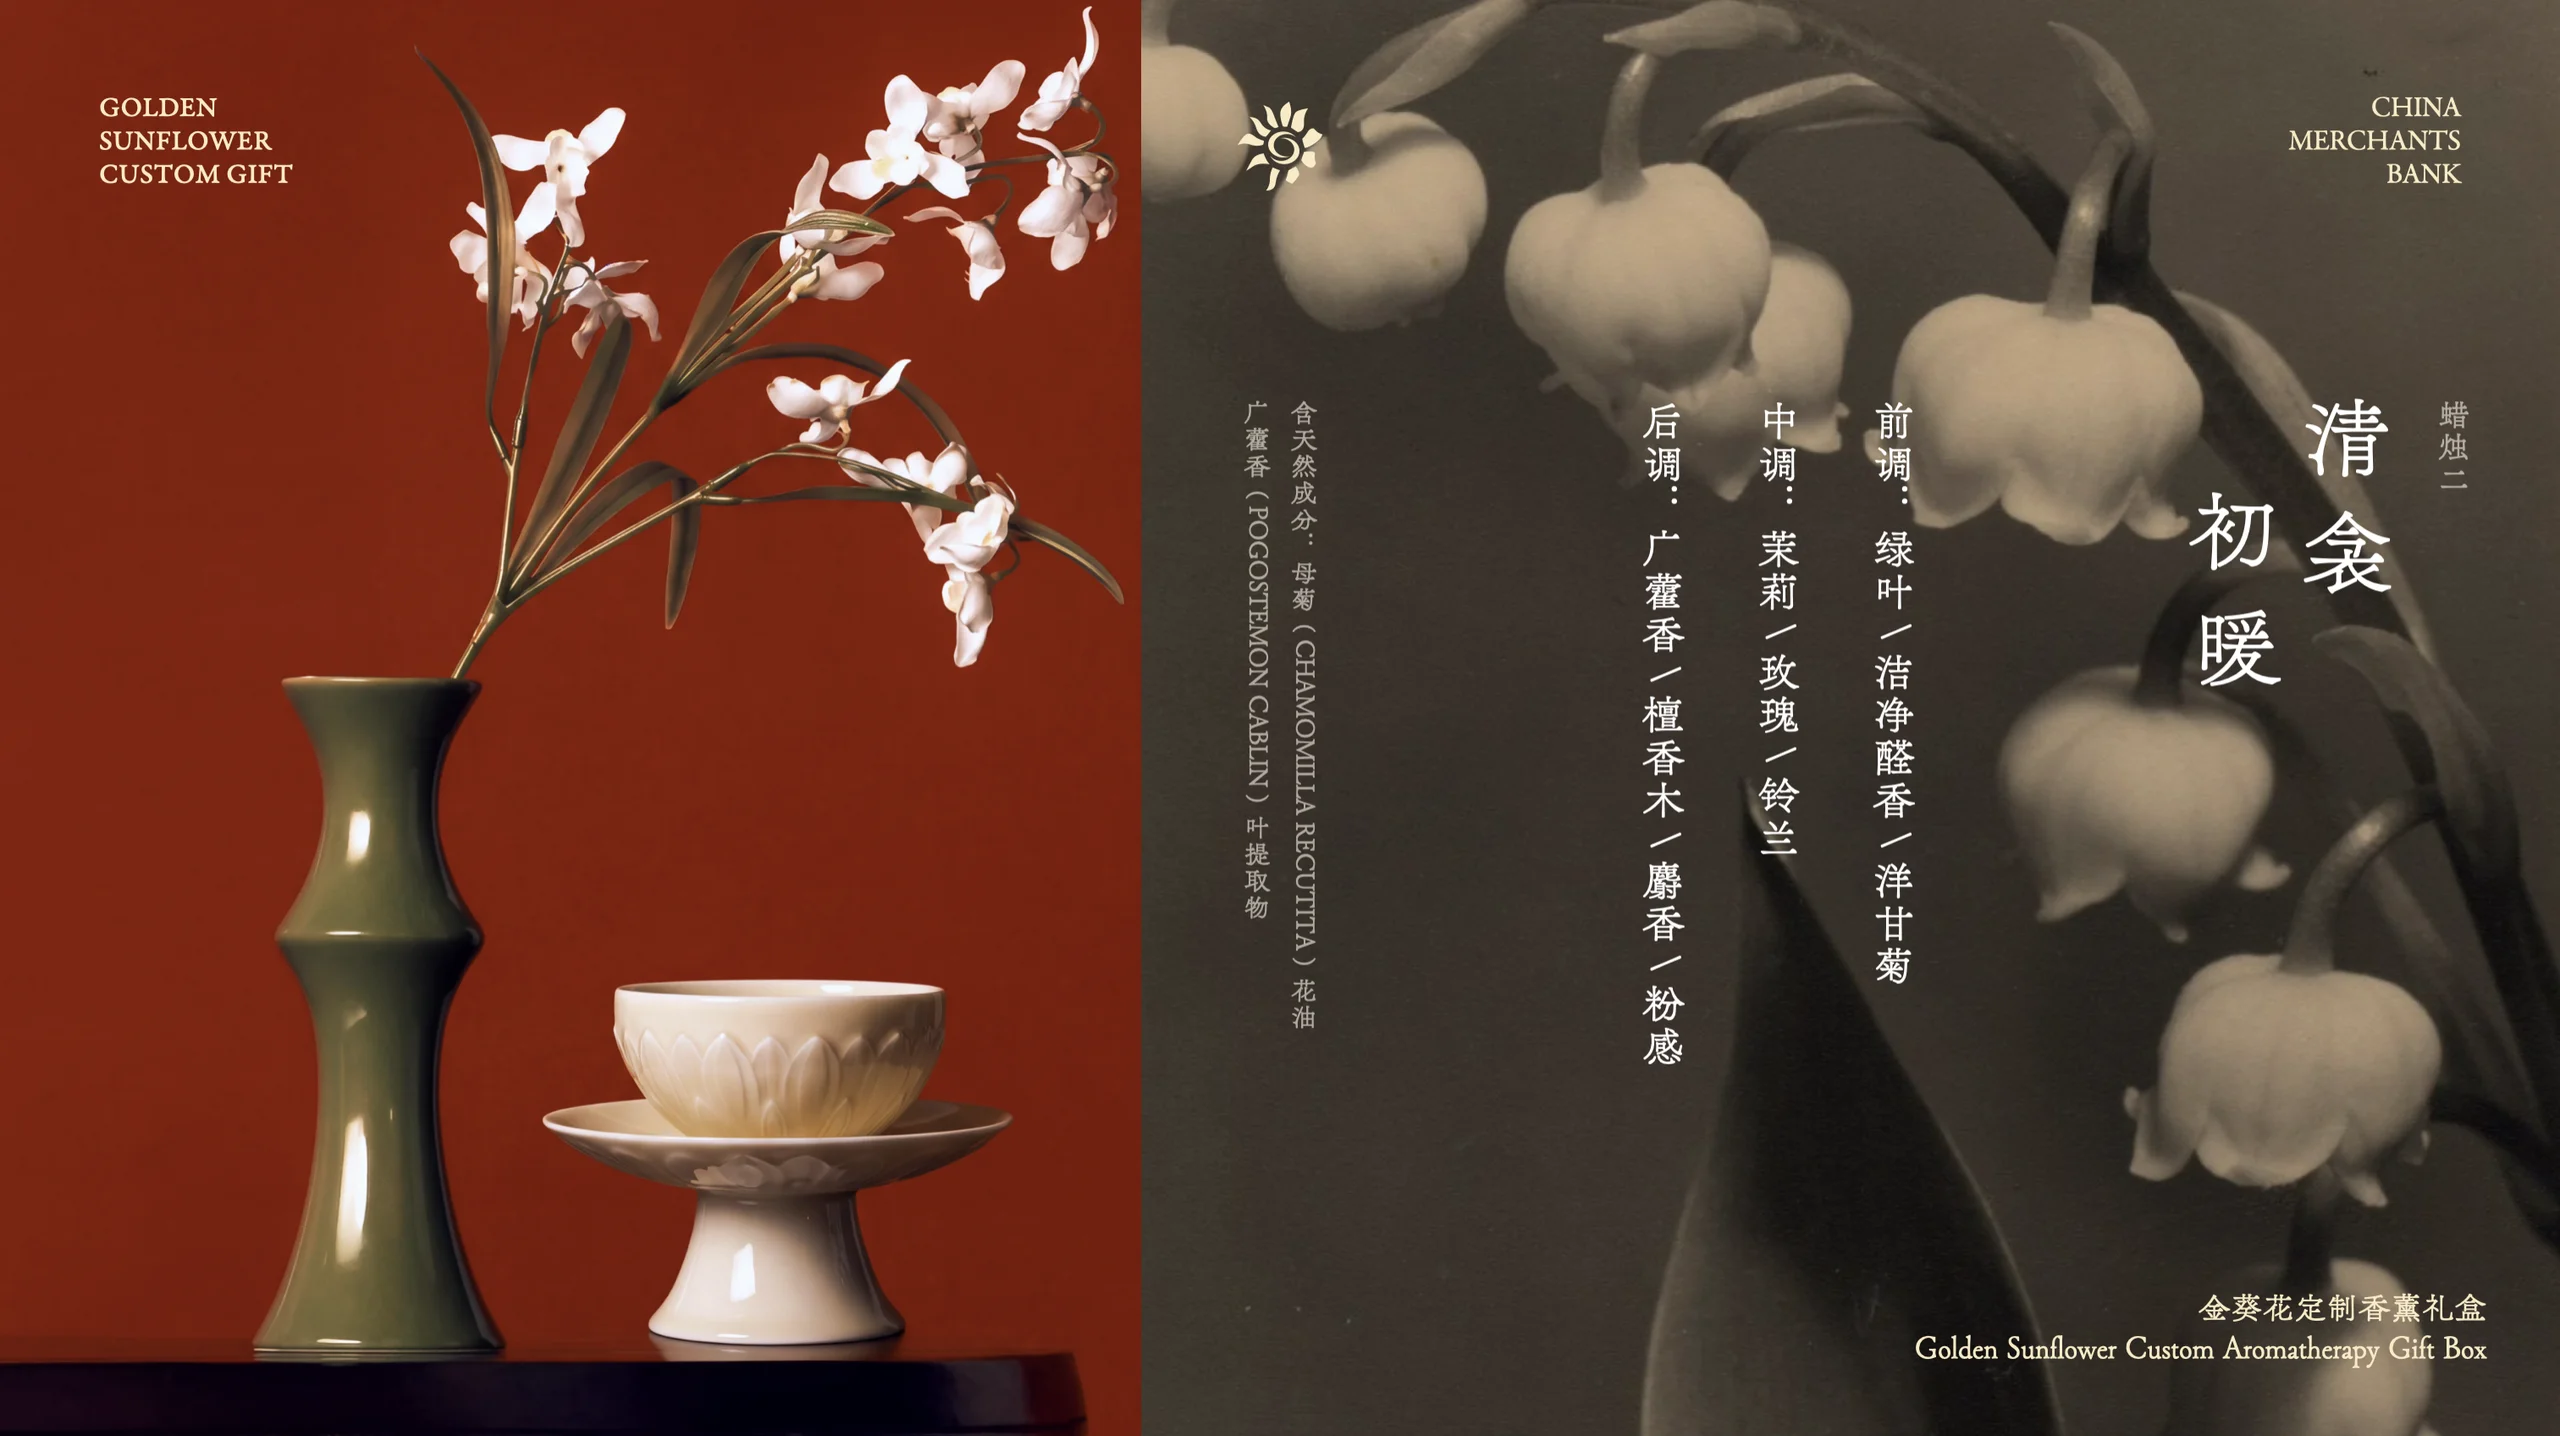 GOLDEN
SUNFLOWER
CUSTOM GIFT
CHINA
MERCHANTS
BANK
蜡烛二
清衾
初暖
前调：绿叶/洁净醛香/洋甘菊
中调：茉莉/玫瑰/铃兰
后调：广藿香/檀香木/麝香/粉感
含天然成分：母菊（CHAMOMILLA RECUTITA）花油
广藿香（POGOSTEMON CABLIN）叶提取物
金葵花定制香薰礼盒
Golden Sunflower Custom Aromatherapy Gift Box